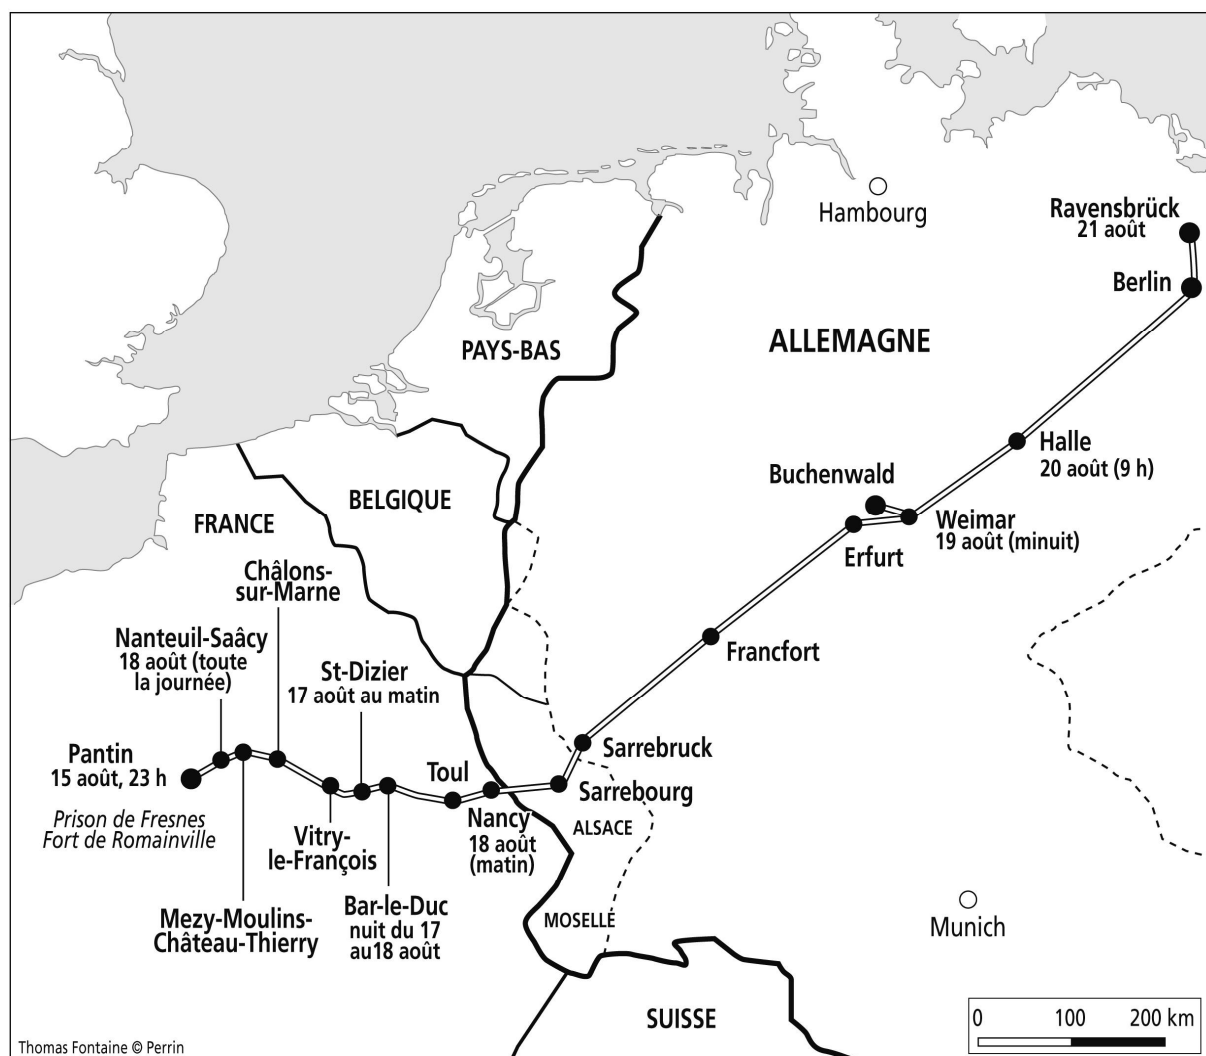 Hambourg
Ravensbrück
21 août
Berlin
PAYS-BAS
ALLEMAGNE
Halle
20 août (9 h)
Buchenwald
BELGIQUE
FRANCE
Weimar
19 août (minuit)
Erfurt
Châlons-
sur-Marne
Nanteuil-Saâcy
18 août (toute
la journée)
St-Dizier
17 août au matin
Francfort
Pantin
15 août, 23 h
Toul
Sarrebruck
Sarrebourg
Prison de Fresnes
Fort de Romainville
Vitry-
le-François
Nancy
18 août
(matin)
ALSACE
Mezy-Moulins-
Château-Thierry
Bar-le-Duc
nuit du 17
au18 août
MOSELLE
Munich
SUISSE
0 100 200 km
Thomas Fontaine © Perrin